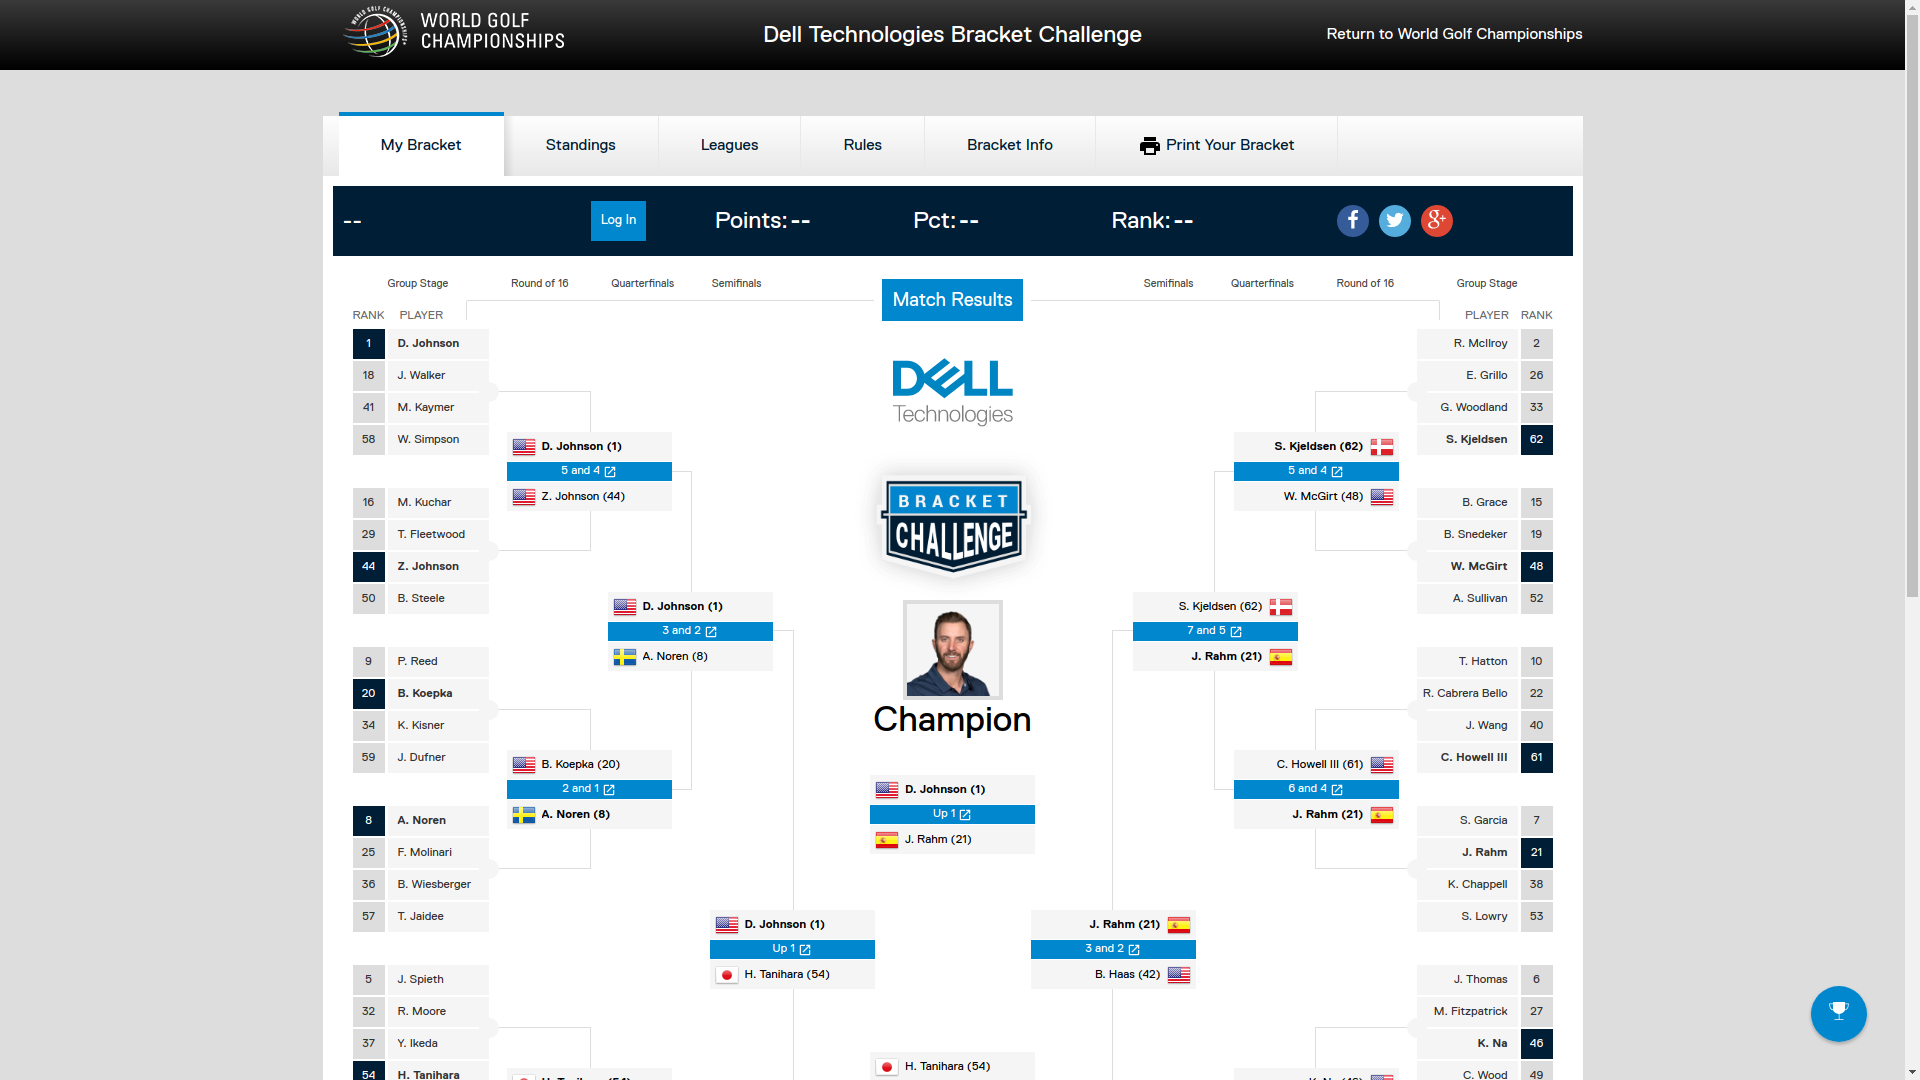 WORLD GOLF CHAMPIONSHIPS
WORLD GOLF
CHAMPIONSHIPS
Dell Technologies Bracket Challenge
Return to World Golf Championships
My Bracket
Standings
Leagues
Rules
Bracket Info
Print Your Bracket
--
Log In
Points: --
Pct: --
Rank: --
Group Stage
Round of 16
Quarterfinals
Semifinals
Match Results
Semifinals
Quarterfinals
Round of 16
Group Stage
RANK PLAYER
1 D. Johnson
18 J. Walker
41 M. Kaymer
58 W. Simpson
16 M. Kuchar
29 T. Fleetwood
44 Z. Johnson
50 B. Steele
9 P. Reed
20 B. Koepka
34 K. Kisner
59 J. Dufner
8 A. Noren
25 F. Molinari
36 B. Wiesberger
57 T. Jaidee
5 J. Spieth
32 R. Moore
37 Y. Ikeda
54 H. Tanihara
D. Johnson (1)
5 and 4
Z. Johnson (44)
B. Koepka (20)
2 and 1
A. Noren (8)
D. Johnson (1)
3 and 2
A. Noren (8)
D. Johnson (1)
Up 1
H. Tanihara (54)
DELL
Technologies
BRACKET
CHALLENGE
Champion
D. Johnson (1)
Up 1
J. Rahm (21)
H. Tanihara (54)
J. Rahm (21)
3 and 2
B. Haas (42)
S. Kjeldsen (62)
7 and 5
J. Rahm (21)
S. Kjeldsen (62)
5 and 4
W. McGirt (48)
C. Howell III (61)
6 and 4
J. Rahm (21)
PLAYER RANK
R. McIlroy 2
E. Grillo 26
G. Woodland 33
S. Kjeldsen 62
B. Grace 15
B. Snedeker 19
W. McGirt 48
A. Sullivan 52
T. Hatton 10
R. Cabrera Bello 22
J. Wang 40
C. Howell III 61
S. Garcia 7
J. Rahm 21
K. Chappell 38
S. Lowry 53
J. Thomas 6
M. Fitzpatrick 27
K. Na 46
C. Wood 49